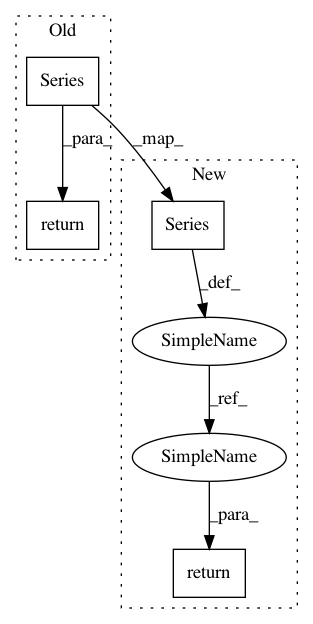 Old
Series
_para_
_map_
return
New
Series
_def_
SimpleName
_ref_
SimpleName
_para_
return